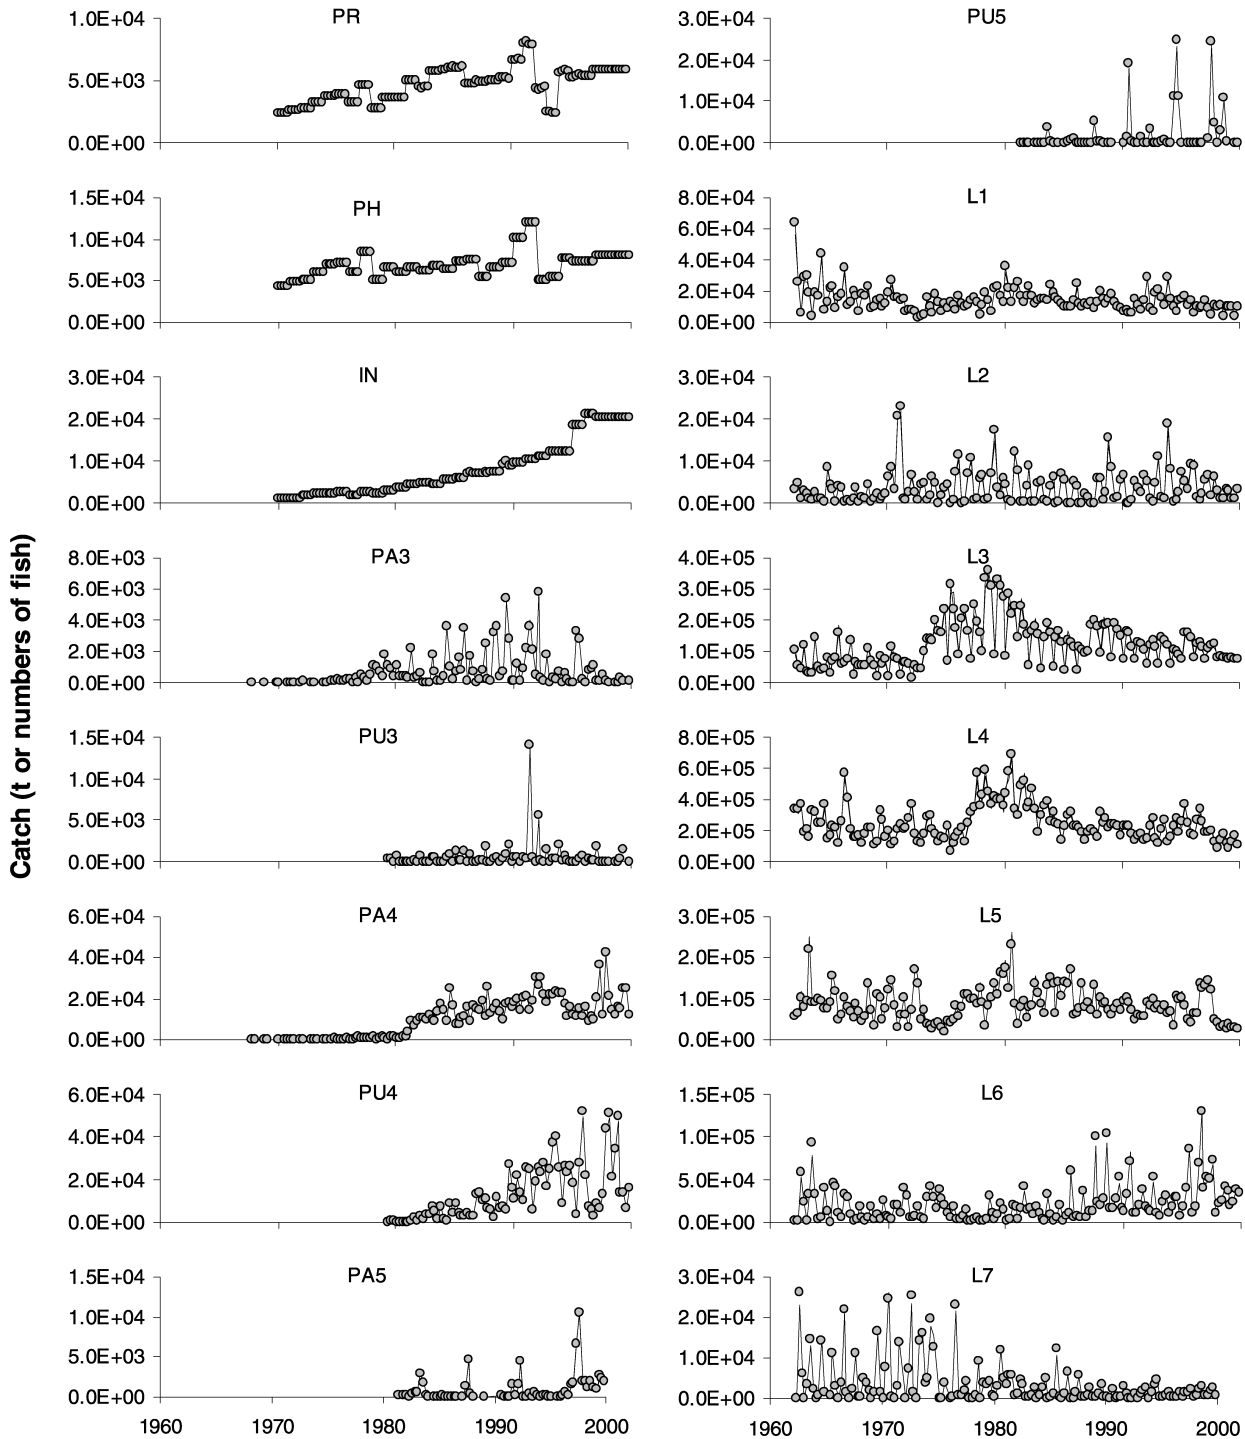 Catch (t or numbers of fish)
PR
1.0E+04
5.0E+03
0.0E+00
PH
1.5E+04
1.0E+04
5.0E+03
0.0E+00
IN
3.0E+04
2.0E+04
1.0E+04
0.0E+00
PA3
8.0E+03
6.0E+03
4.0E+03
2.0E+03
0.0E+00
PU3
1.5E+04
1.0E+04
5.0E+03
0.0E+00
PA4
6.0E+04
4.0E+04
2.0E+04
0.0E+00
PU4
6.0E+04
4.0E+04
2.0E+04
0.0E+00
PA5
1.5E+04
1.0E+04
5.0E+03
0.0E+00
1960 1970 1980 1990 2000
PU5
3.0E+04
2.0E+04
1.0E+04
0.0E+00
L1
8.0E+04
6.0E+04
4.0E+04
2.0E+04
0.0E+00
L2
3.0E+04
2.0E+04
1.0E+04
0.0E+00
L3
4.0E+05
3.0E+05
2.0E+05
1.0E+05
0.0E+00
L4
8.0E+05
6.0E+05
4.0E+05
2.0E+05
0.0E+00
L5
3.0E+05
2.0E+05
1.0E+05
0.0E+00
L6
1.5E+05
1.0E+05
5.0E+04
0.0E+00
L7
3.0E+04
2.0E+04
1.0E+04
0.0E+00
1960 1970 1980 1990 2000